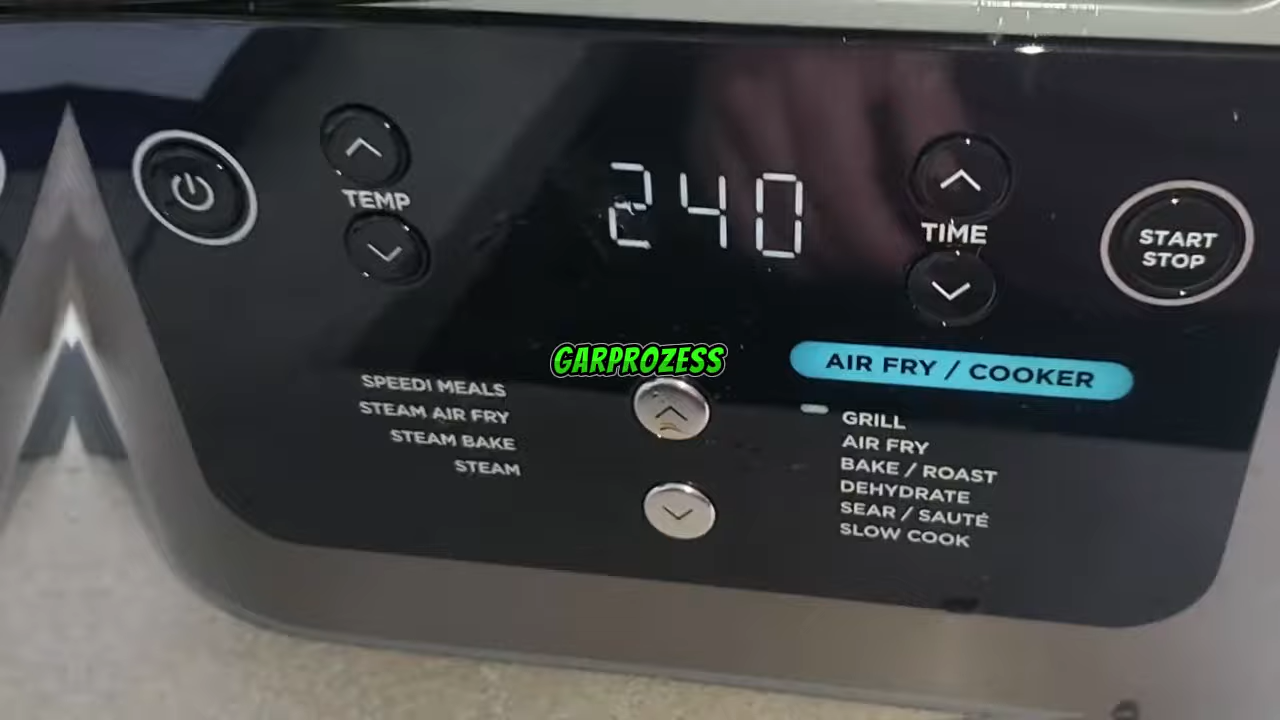 TEMP
240
TIME
START
STOP
GARPROZESS
AIR FRY / COOKER
SPEEDI MEALS
STEAM AIR FRY
STEAM BAKE
STEAM
GRILL
AIR FRY
BAKE / ROAST
DEHYDRATE
SEAR / SAUTÉ
SLOW COOK